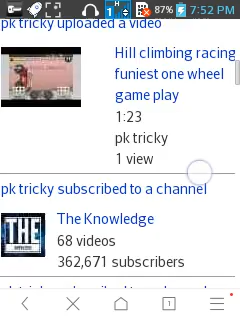 87% 7:52 PM
pk tricky uploaded a video
Hill climbing racing
funiest one wheel
game play
1:23
pk tricky
1 view
pk tricky subscribed to a channel
THE
The Knowledge
68 videos
362,671 subscribers
1